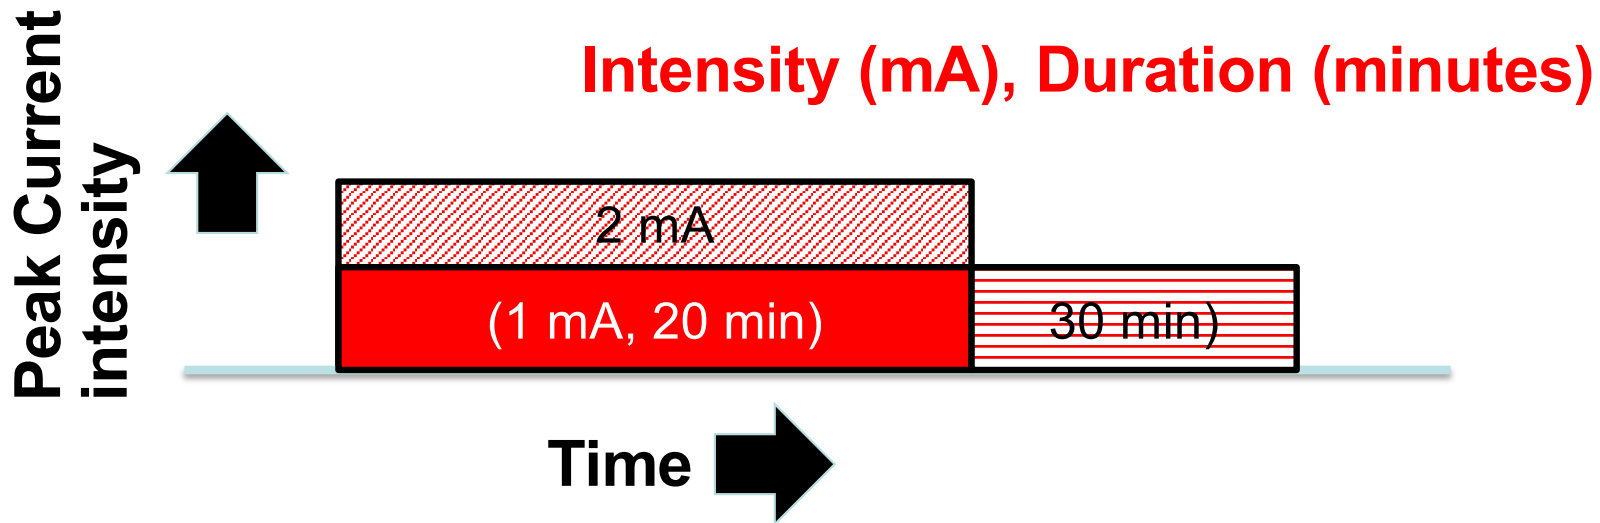 Peak Current
intensity
Intensity (mA), Duration (minutes)
2 mA
(1 mA, 20 min)
30 min)
Time